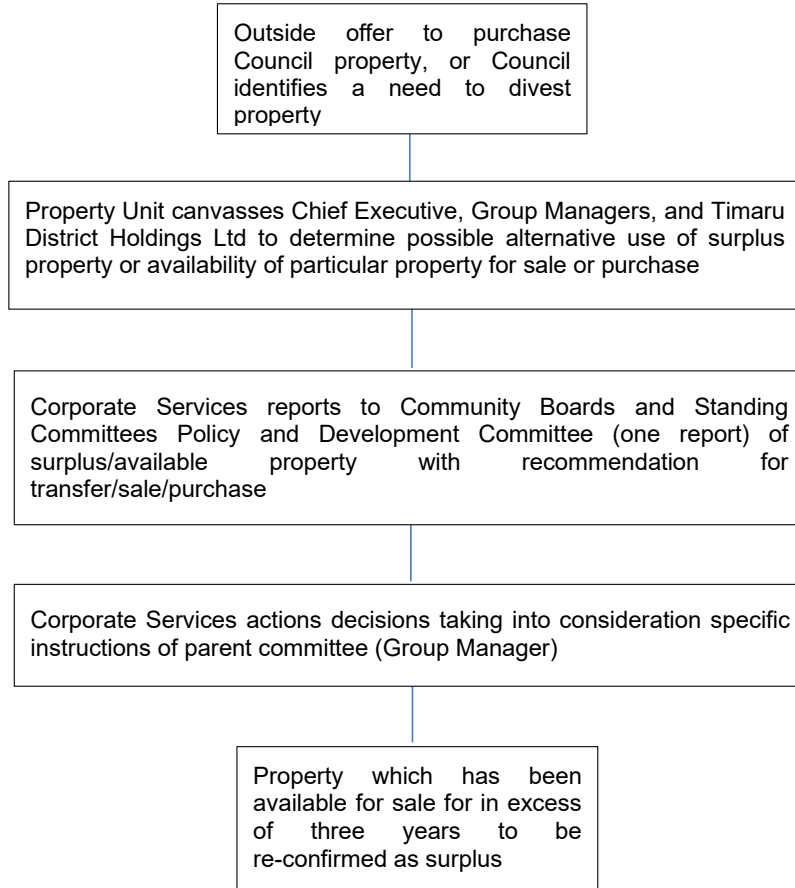 Outside offer to purchase
Council property, or Council
identifies a need to divest
property
Property Unit canvasses Chief Executive, Group Managers, and Timaru
District Holdings Ltd to determine possible alternative use of surplus
property or availability of particular property for sale or purchase
Corporate Services reports to Community Boards and Standing
Committees Policy and Development Committee (one report) of
surplus/available property with recommendation for
transfer/sale/purchase
Corporate Services actions decisions taking into consideration specific
instructions of parent committee (Group Manager)
Property which has been
available for sale for in excess
of three years to be
re-confirmed as surplus